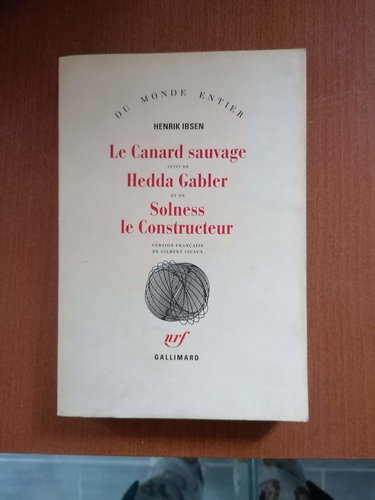 DU MONDE ENTIER
HENRIK IBSEN
Le Canard sauvage
SUIVI DE
Hedda Gabler
ET DE
Solness
le Constructeur
VERSION FRANÇAISE
DE GILBERT SIGAUX
nrf
GALLIMARD